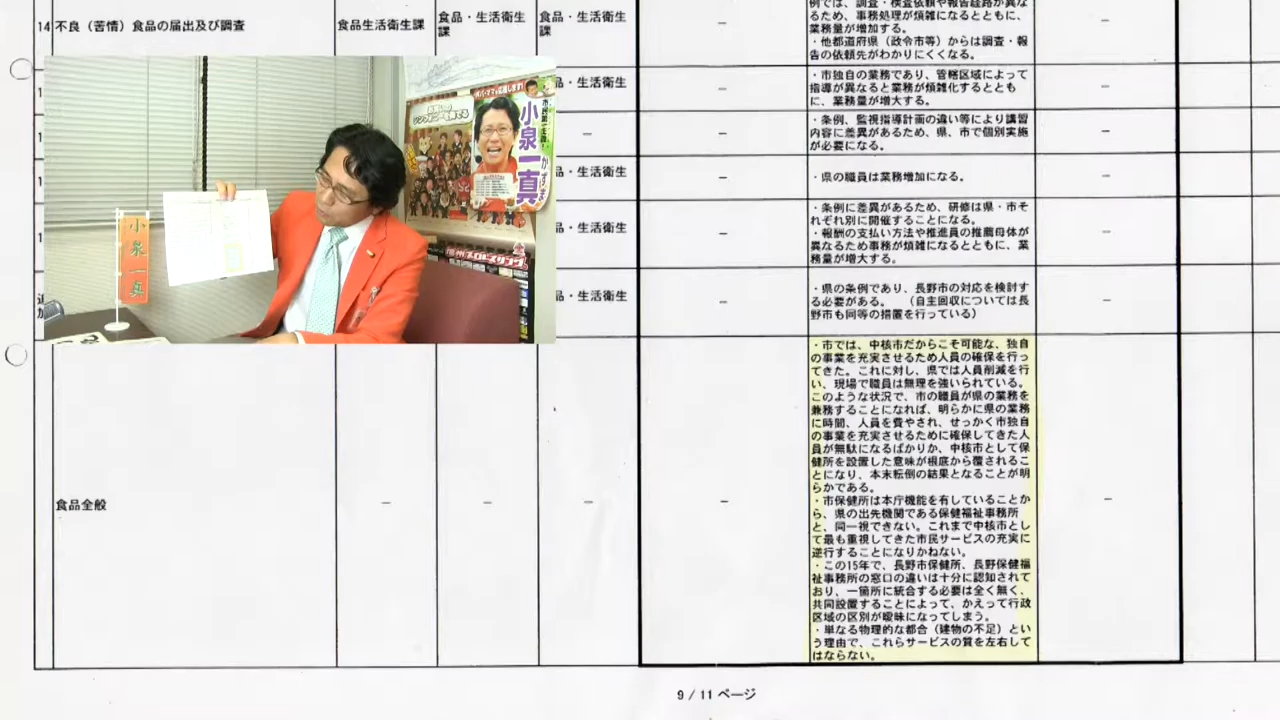 14 不良（苦情）食品の届出及び調査
食品生活衛生課
食品・生活衛生
課
食品・生活衛生
課
－
例では、調査・検査依頼や報告経路が異な
るため、事務処理が煩雑になるとともに、
業務量が増加する。
・他都道府県（政令市等）からは調査・報
告の依頼先がわかりにくくなる。
－
品・生活衛生
－
・市独自の業務であり、管轄区域によって
指導が異なると業務が煩雑化するととも
に、業務量が増大する。
－
－
－
・条例、監視指導計画の違い等により講習
内容に差異があるため、県、市で個別実施
が必要になる。
－
品・生活衛生
－
・県の職員は業務増加になる。
－
品・生活衛生
－
・条例に差異があるため、研修は県・市そ
れぞれ別に開催することになる。
・報酬の支払い方法や推進員の推薦母体が
異なるため事務が煩雑になるとともに、業
務量が増大する。
－
追
加
品・生活衛生
－
・県の条例であり、長野市の対応を検討す
る必要がある。　（自主回収については長
野市も同等の措置を行っている）
－
食品全般
－
－
－
－
・市では、中核市だからこそ可能な、独自
の事業を充実させるため人員の確保を行っ
てきた。これに対し、県では人員削減を行
い、現場で職員は無理を強いられている。
このような状況で、市の職員が県の業務を
兼務することになれば、明らかに県の業務
に時間、人員を費やされ、せっかく市独自
の事業を充実させるために確保してきた人
員が無駄になるばかりか、中核市として保
健所を設置した意味が根底から覆されるこ
とになり、本末転倒の結果となることが明
らかである。
・市保健所は本庁機能を有していることか
ら、県の出先機関である保健福祉事務所
と、同一視できない。これまで中核市とし
て最も重視してきた市民サービスの充実に
逆行することになりかねない。
・この15年で、長野市保健所、長野保健福
祉事務所の窓口の違いは十分に認知されて
おり、一箇所に統合する必要は全く無く、
共同設置することによって、かえって行政
区域の区別が曖昧になってしまう。
・単なる物理的な都合（建物の不足）とい
う理由で、これらサービスの質を左右して
はならない。
－
9 / 11 ページ
小泉一真
小泉一真
かずま